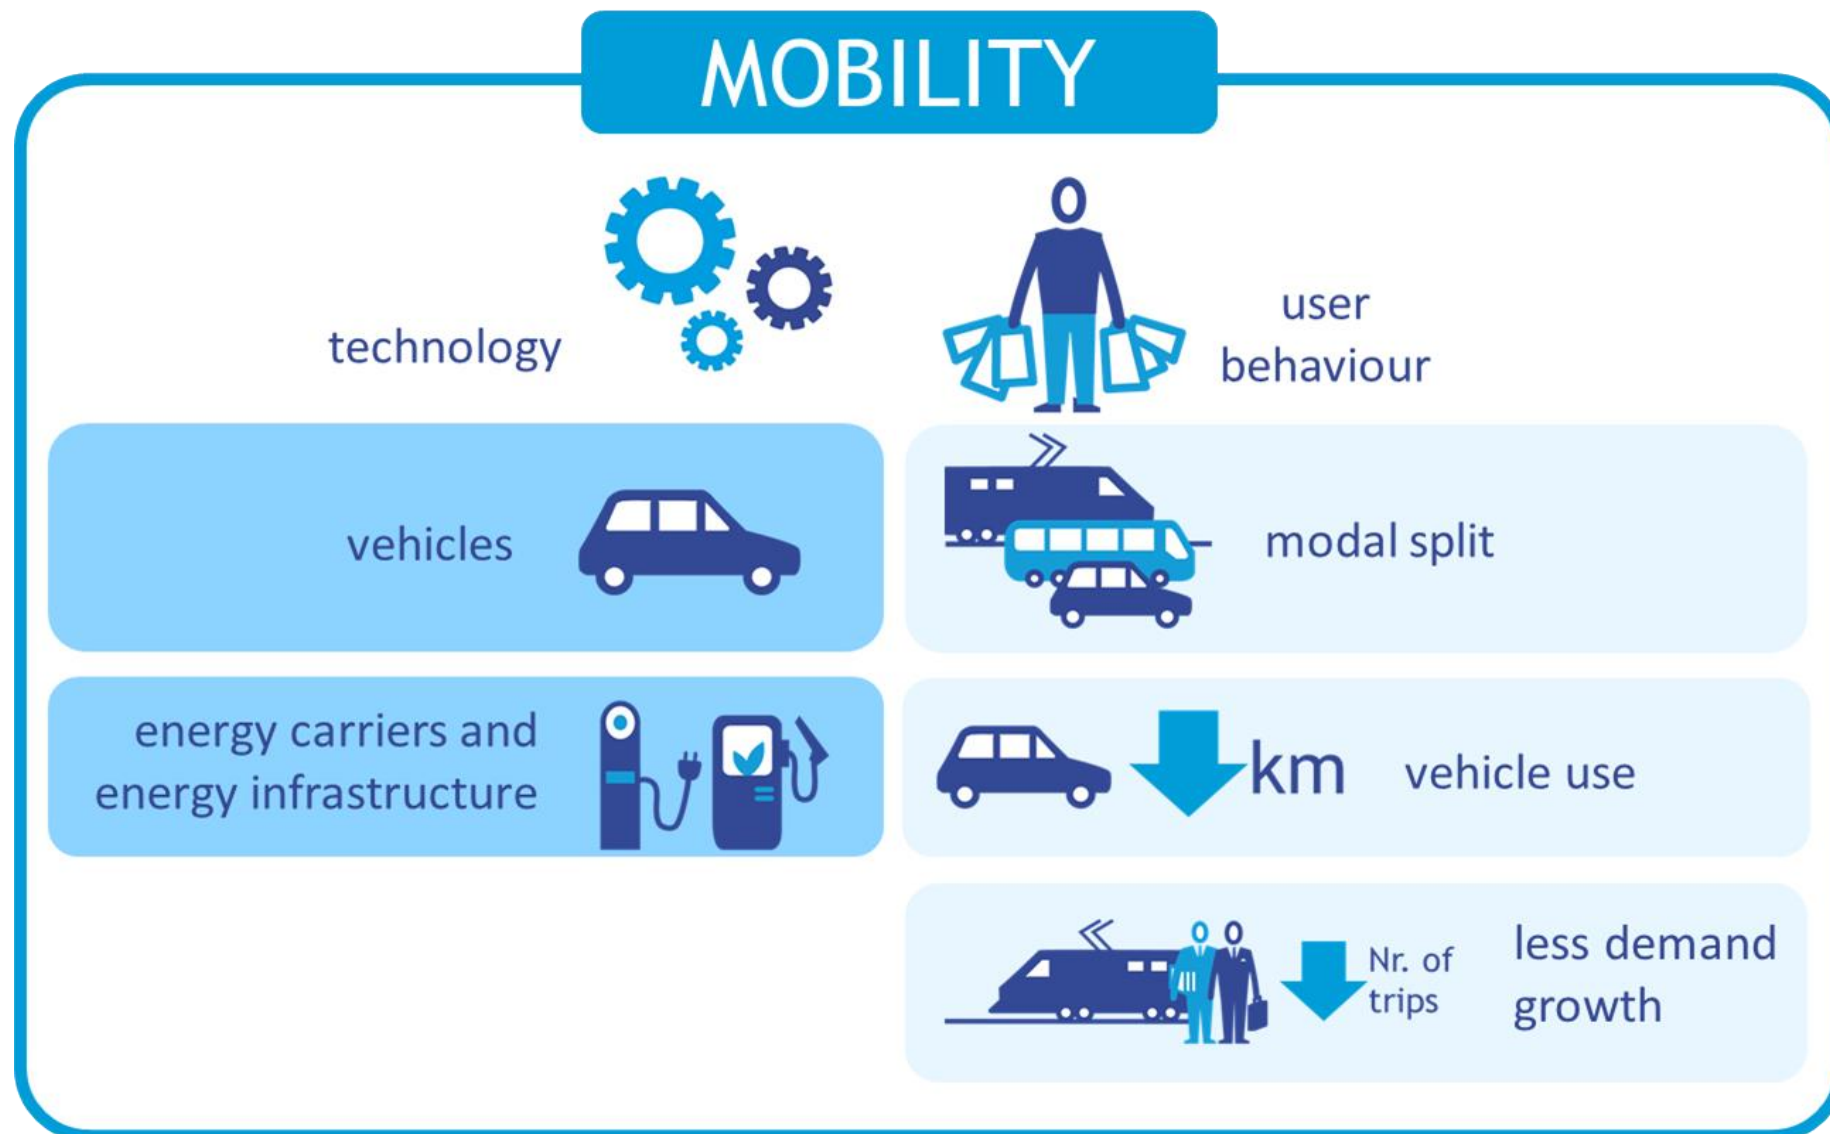 MOBILITY
technology
user
behaviour
vehicles
modal split
energy carriers and
energy infrastructure
km
vehicle use
Nr. of
trips
less demand
growth